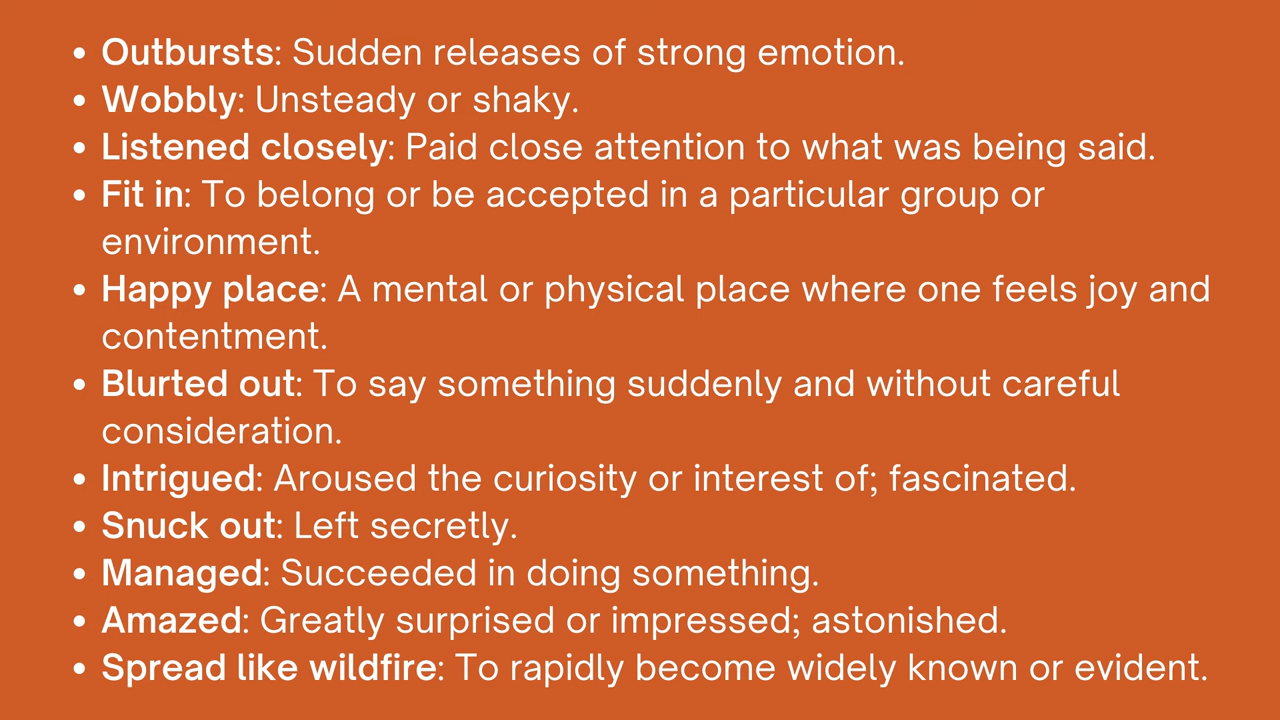 • Outbursts: Sudden releases of strong emotion.
• Wobbly: Unsteady or shaky.
• Listened closely: Paid close attention to what was being said.
• Fit in: To belong or be accepted in a particular group or
environment.
• Happy place: A mental or physical place where one feels joy and
contentment.
• Blurted out: To say something suddenly and without careful
consideration.
• Intrigued: Aroused the curiosity or interest of; fascinated.
• Snuck out: Left secretly.
• Managed: Succeeded in doing something.
• Amazed: Greatly surprised or impressed; astonished.
• Spread like wildfire: To rapidly become widely known or evident.